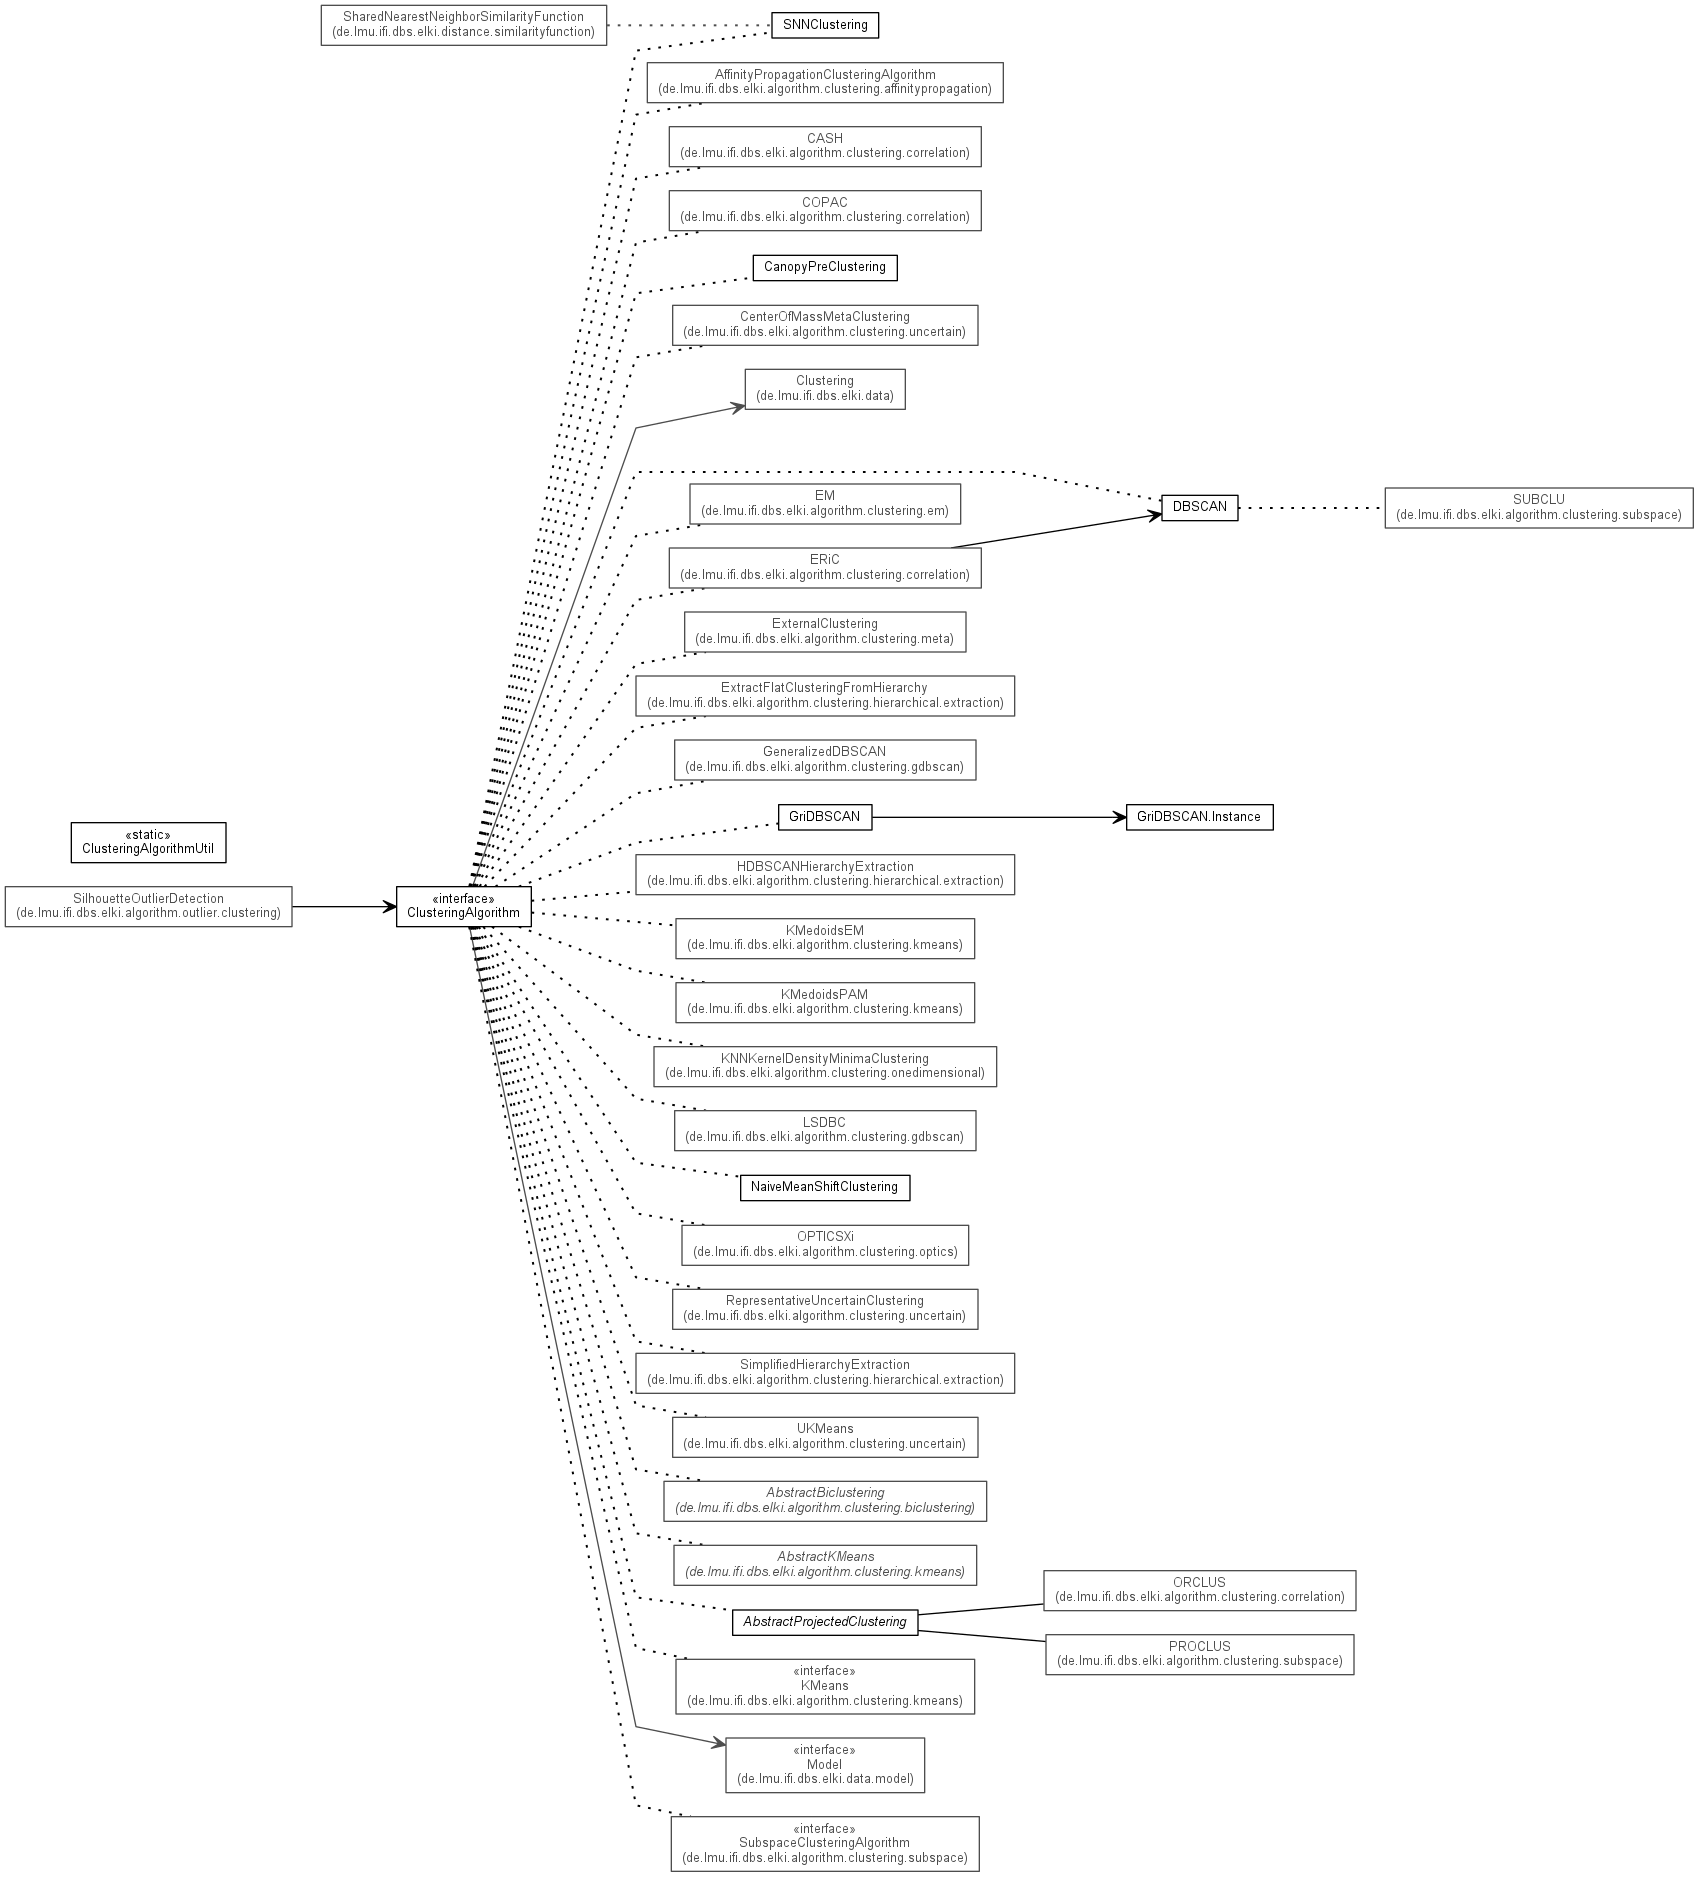 SharedNearestNeighborSimilarityFunction
(de.lmu.ifi.dbs.elki.distance.similarityfunction)
SNNClustering
AffinityPropagationClusteringAlgorithm
(de.lmu.ifi.dbs.elki.algorithm.clustering.affinitypropagation)
CASH
(de.lmu.ifi.dbs.elki.algorithm.clustering.correlation)
COPAC
(de.lmu.ifi.dbs.elki.algorithm.clustering.correlation)
CanopyPreClustering
CenterOfMassMetaClustering
(de.lmu.ifi.dbs.elki.algorithm.clustering.uncertain)
Clustering
(de.lmu.ifi.dbs.elki.data)
EM
(de.lmu.ifi.dbs.elki.algorithm.clustering.em)
DBSCAN
SUBCLU
(de.lmu.ifi.dbs.elki.algorithm.clustering.subspace)
ERiC
(de.lmu.ifi.dbs.elki.algorithm.clustering.correlation)
ExternalClustering
(de.lmu.ifi.dbs.elki.algorithm.clustering.meta)
ExtractFlatClusteringFromHierarchy
(de.lmu.ifi.dbs.elki.algorithm.clustering.hierarchical.extraction)
GeneralizedDBSCAN
(de.lmu.ifi.dbs.elki.algorithm.clustering.gdbscan)
GriDBSCAN
GriDBSCAN.Instance
«static»
ClusteringAlgorithmUtil
HDBSCANHierarchyExtraction
(de.lmu.ifi.dbs.elki.algorithm.clustering.hierarchical.extraction)
SilhouetteOutlierDetection
(de.lmu.ifi.dbs.elki.algorithm.outlier.clustering)
«interface»
ClusteringAlgorithm
KMedoidsEM
(de.lmu.ifi.dbs.elki.algorithm.clustering.kmeans)
KMedoidsPAM
(de.lmu.ifi.dbs.elki.algorithm.clustering.kmeans)
KNNKernelDensityMinimaClustering
(de.lmu.ifi.dbs.elki.algorithm.clustering.onedimensional)
LSDBC
(de.lmu.ifi.dbs.elki.algorithm.clustering.gdbscan)
NaiveMeanShiftClustering
OPTICSXi
(de.lmu.ifi.dbs.elki.algorithm.clustering.optics)
RepresentativeUncertainClustering
(de.lmu.ifi.dbs.elki.algorithm.clustering.uncertain)
SimplifiedHierarchyExtraction
(de.lmu.ifi.dbs.elki.algorithm.clustering.hierarchical.extraction)
UKMeans
(de.lmu.ifi.dbs.elki.algorithm.clustering.uncertain)
AbstractBiclustering
(de.lmu.ifi.dbs.elki.algorithm.clustering.biclustering)
AbstractKMeans
(de.lmu.ifi.dbs.elki.algorithm.clustering.kmeans)
AbstractProjectedClustering
ORCLUS
(de.lmu.ifi.dbs.elki.algorithm.clustering.correlation)
PROCLUS
(de.lmu.ifi.dbs.elki.algorithm.clustering.subspace)
«interface»
KMeans
(de.lmu.ifi.dbs.elki.algorithm.clustering.kmeans)
«interface»
Model
(de.lmu.ifi.dbs.elki.data.model)
«interface»
SubspaceClusteringAlgorithm
(de.lmu.ifi.dbs.elki.algorithm.clustering.subspace)